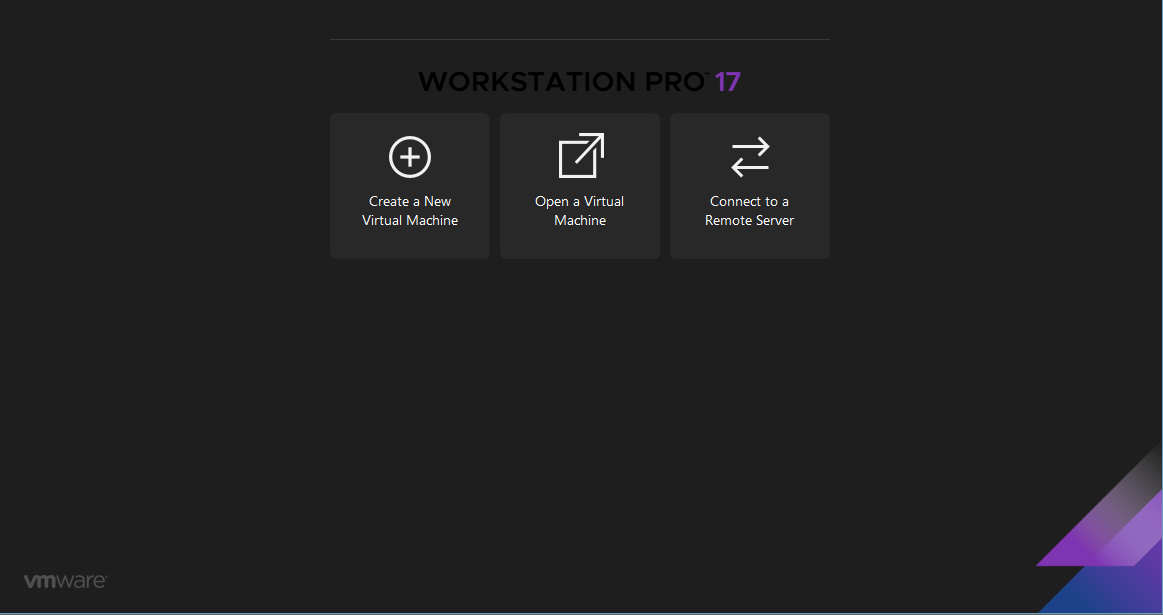 WORKSTATION PRO™ 17
Create a New
Virtual Machine
Open a Virtual
Machine
Connect to a
Remote Server
vmware®